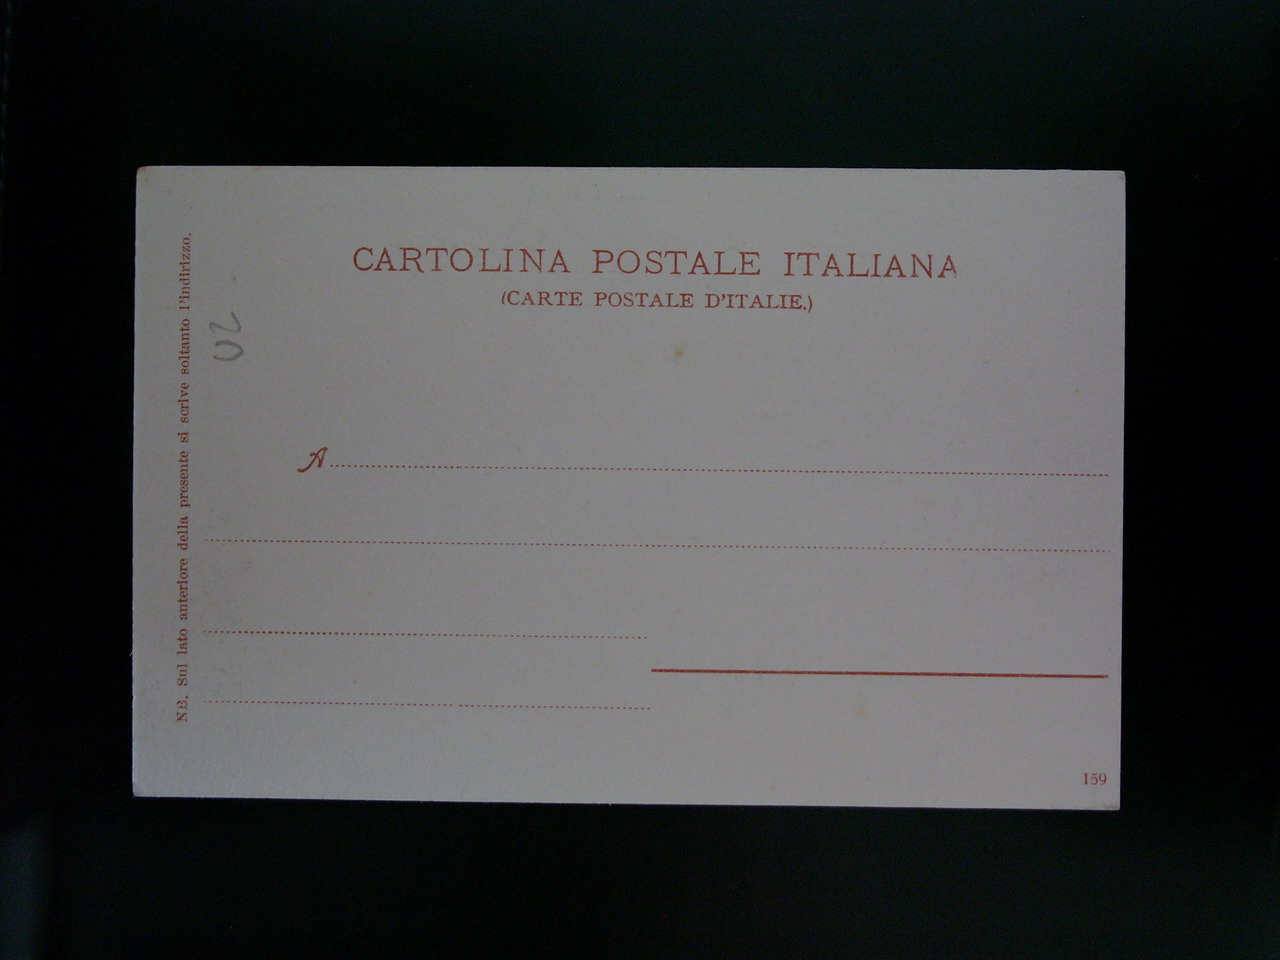 CARTOLINA POSTALE ITALIANA
(CARTE POSTALE D'ITALIE.)
NB. Sul lato anteriore della presente si scrive soltanto l'indirizzo.
A
159